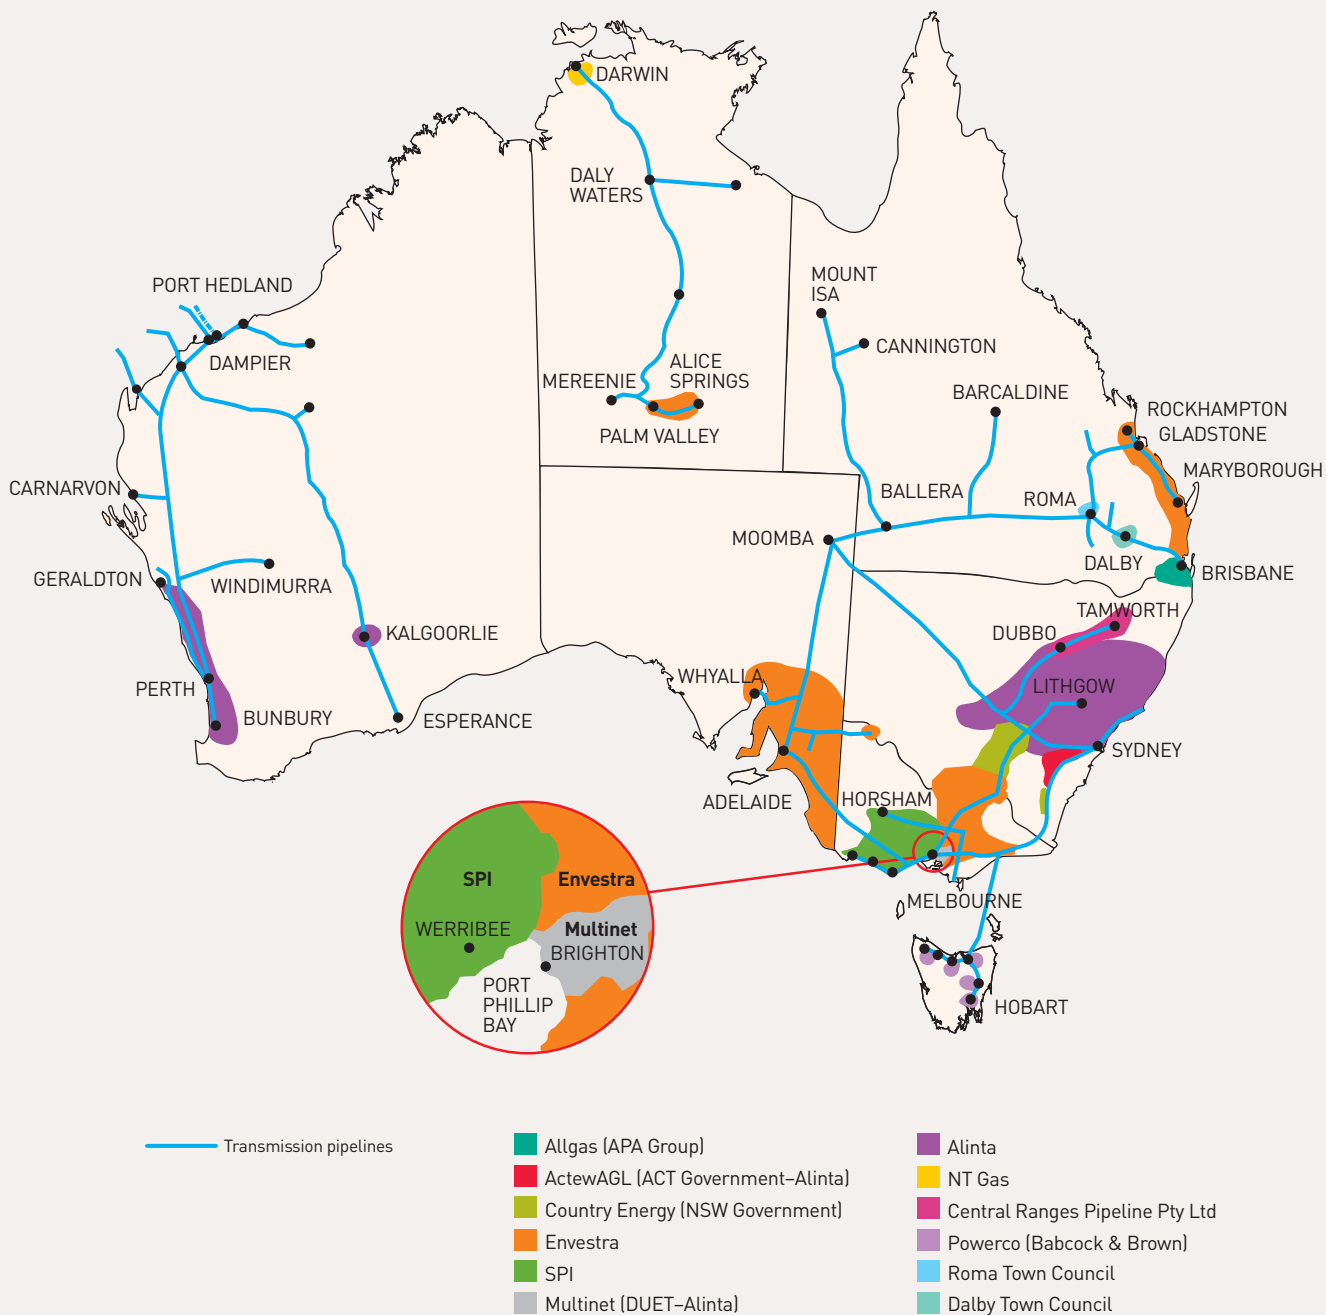 DARWIN
DALY
WATERS
MOUNT
ISA
PORT HEDLAND
CANNINGTON
DAMPIER
ALICE
SPRINGS
MEREENIE
BARCALDINE
ROCKHAMPTON
GLADSTONE
PALM VALLEY
MARYBOROUGH
CARNARVON
BALLERA
ROMA
MOOMBA
DALBY
BRISBANE
GERALDTON
WINDIMURRA
TAMWORTH
KALGOORLIE
DUBBO
WHYALLA
LITHGOW
PERTH
BUNBURY
ESPERANCE
SYDNEY
ADELAIDE
HORSHAM
SPI
Envestra
MELBOURNE
WERRIBEE
Multinet
BRIGHTON
PORT
PHILLIP
BAY
HOBART
Transmission pipelines
Allgas (APA Group)
ActewAGL (ACT Government–Alinta)
Country Energy (NSW Government)
Envestra
SPI
Multinet (DUET–Alinta)
Alinta
NT Gas
Central Ranges Pipeline Pty Ltd
Powerco (Babcock & Brown)
Roma Town Council
Dalby Town Council